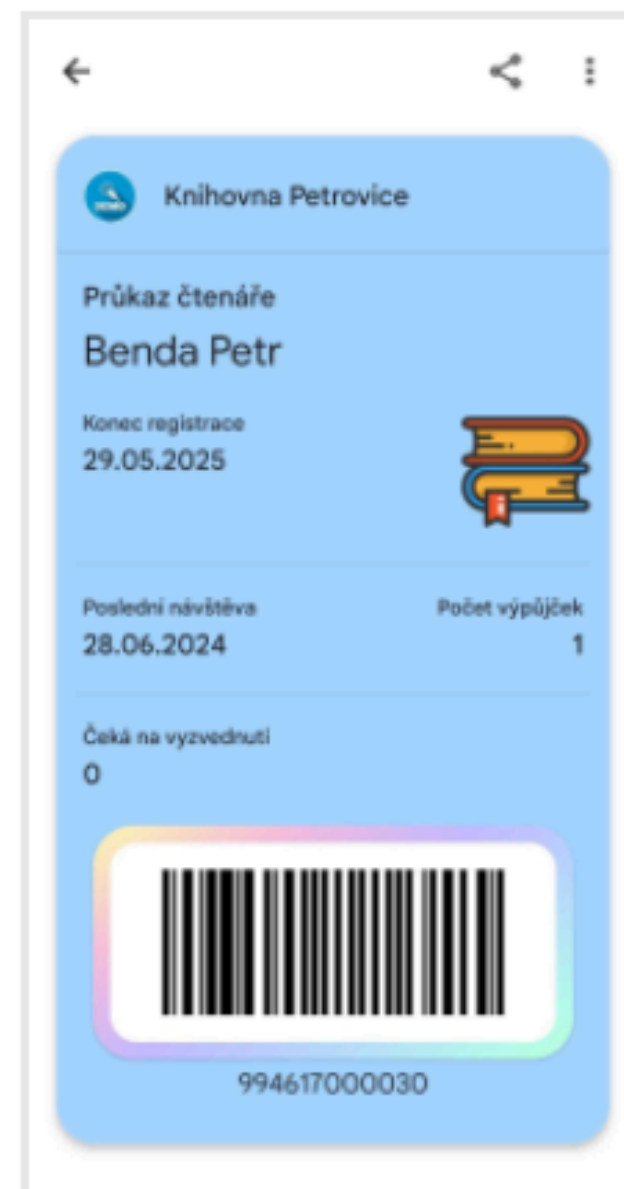 Knihovna Petrovice
Průkaz čtenáře
Benda Petr
Konec registrace
29.05.2025
Poslední návštěva
Počet výpůjček
28.06.2024
1
Čeká na vyzvednutí
0
994617000030